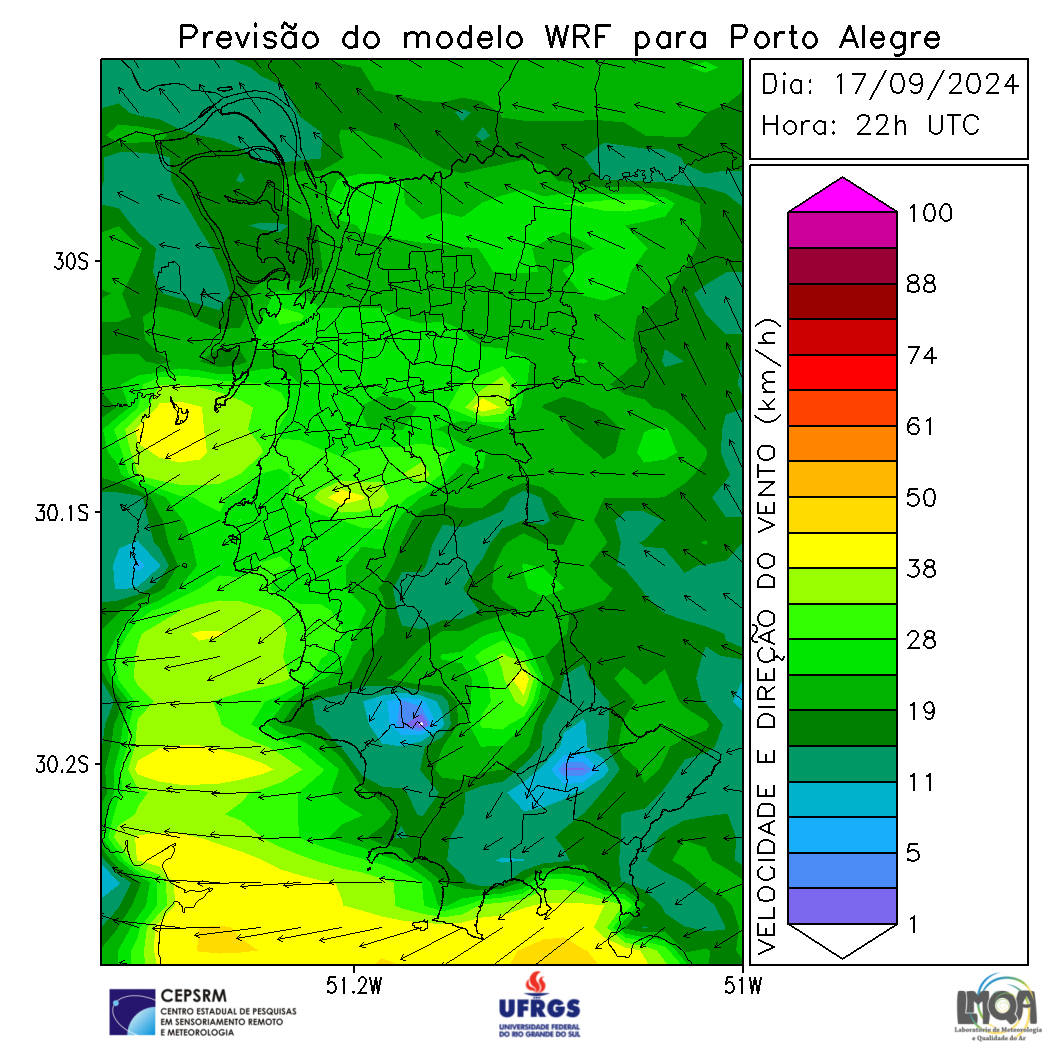 Previsão do modelo WRF para Porto Alegre
Dia: 17/09/2024
Hora: 22h UTC
30S
30.1S
30.2S
51.2W
51W
VELOCIDADE E DIREÇÃO DO VENTO (km/h)
100
88
74
61
50
38
28
19
11
5
1
CEPSRM
CENTRO ESTADUAL DE PESQUISAS
EM SENSORIAMENTO REMOTO
E METEOROLOGIA
UFRGS
UNIVERSIDADE FEDERAL
DO RIO GRANDE DO SUL
LMQA
Laboratório de Meteorologia
e Qualidade do Ar